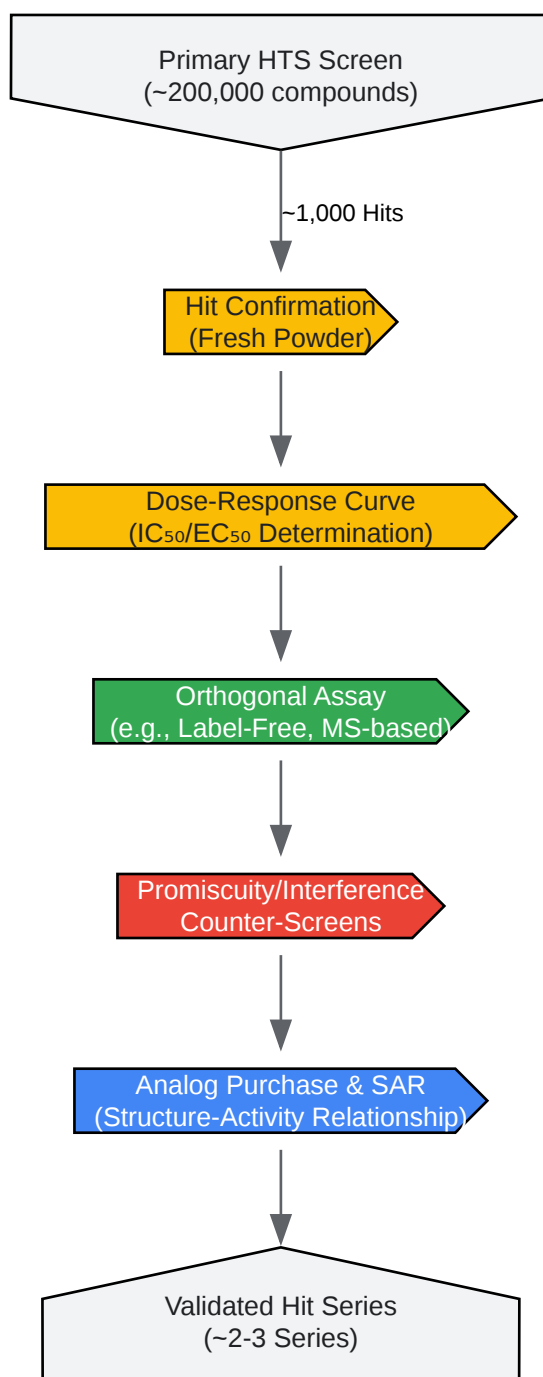 Primary HTS Screen
(~200,000 compounds)
~1,000 Hits
Hit Confirmation
(Fresh Powder)
Dose-Response Curve
(IC₅₀/EC₅₀ Determination)
Orthogonal Assay
(e.g., Label-Free, MS-based)
Promiscuity/Interference
Counter-Screens
Analog Purchase & SAR
(Structure-Activity Relationship)
Validated Hit Series
(~2-3 Series)